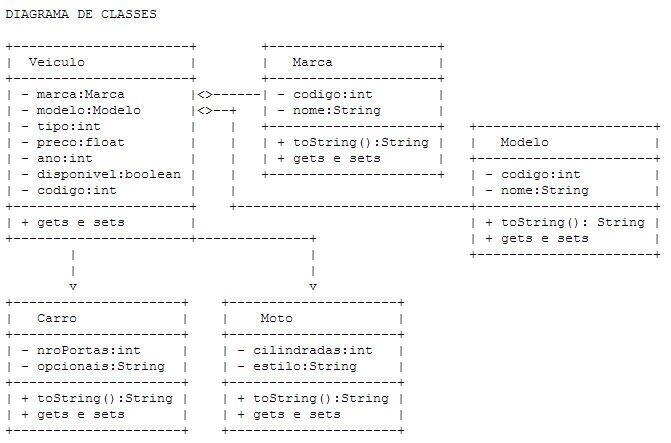 DIAGRAMA DE CLASSES
Veiculo
- marca:Marca
- modelo:Modelo
- tipo:int
- preco:float
- ano:int
- disponivel:boolean
- codigo:int
+ gets e sets
Marca
- codigo:int
- nome:String
+ toString():String
+ gets e sets
Modelo
- codigo:int
- nome:String
+ toString(): String
+ gets e sets
Carro
- nroPortas:int
- opcionais:String
+ toString():String
+ gets e sets
Moto
- cilindradas:int
- estilo:String
+ toString():String
+ gets e sets